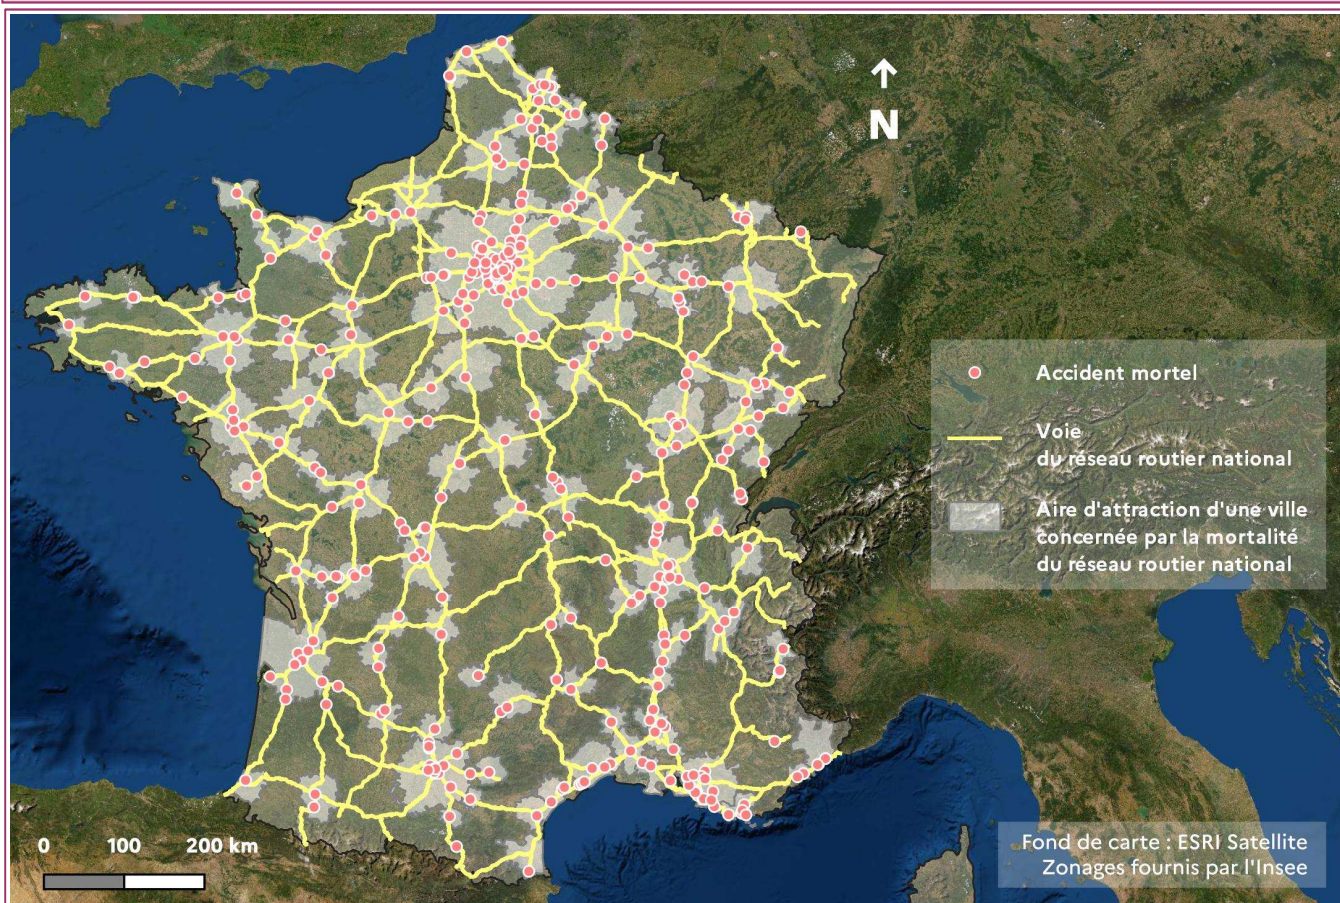 ↑
N
Accident mortel
Voie
du réseau routier national
Aire d'attraction d'une ville
concernée par la mortalité
du réseau routier national
0 100 200 km
Fond de carte : ESRI Satellite
Zonages fournis par l'Insee